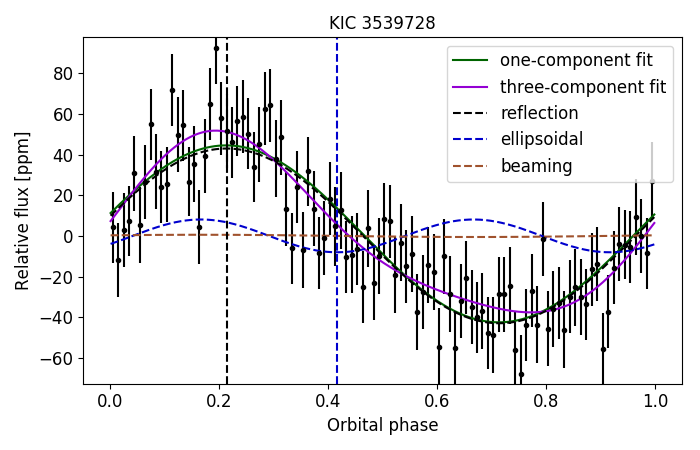 KIC 3539728
one-component fit
three-component fit
reflection
ellipsoidal
beaming
Relative flux [ppm]
80
60
40
20
0
−20
−40
−60
0.0 0.2 0.4 0.6 0.8 1.0
Orbital phase